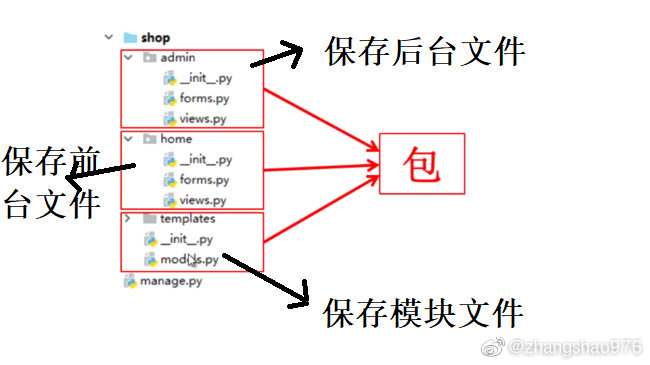 shop
admin
保存后台文件
__init__.py
forms.py
views.py
home
保存前
台文件
__init__.py
forms.py
views.py
包
templates
__init__.py
models.py
manage.py
保存模块文件
@zhangshao976